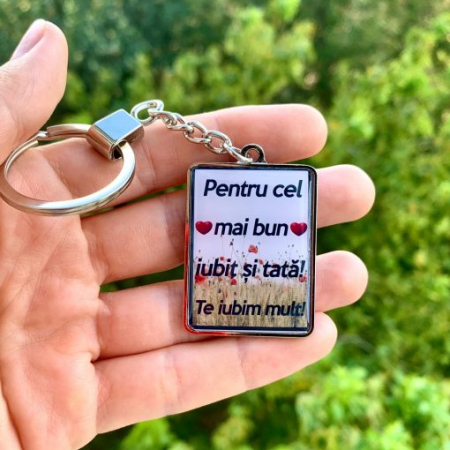 Pentru cel
mai bun
iubit și tată!
Te iubim mult!